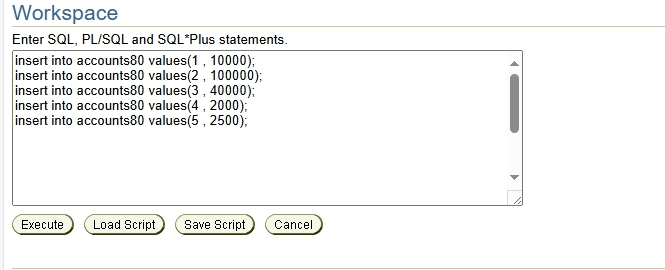 Workspace
Enter SQL, PL/SQL and SQL*Plus statements.
insert into accounts80 values(1 , 10000);
insert into accounts80 values(2 , 100000);
insert into accounts80 values(3 , 40000);
insert into accounts80 values(4 , 2000);
insert into accounts80 values(5 , 2500);
Execute Load Script Save Script Cancel